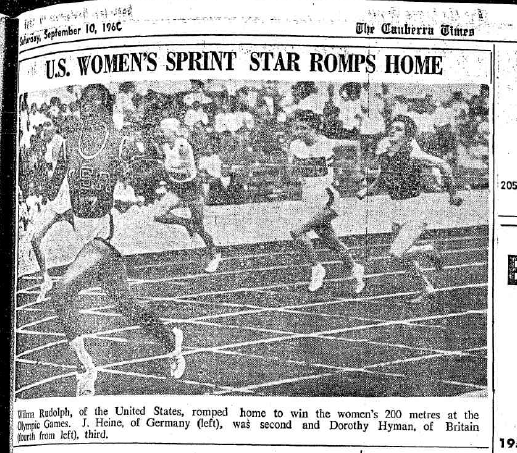 Saturday, September 10, 1960
The Canberra Times
U.S. WOMEN'S SPRINT STAR ROMPS HOME
205
Wilma Rudolph, of the United States, romped home to win the women's 200 metres at the
Olympic Games. J. Heine, of Germany (left), was second and Dorothy Hyman, of Britain
(fourth from left), third.
19.